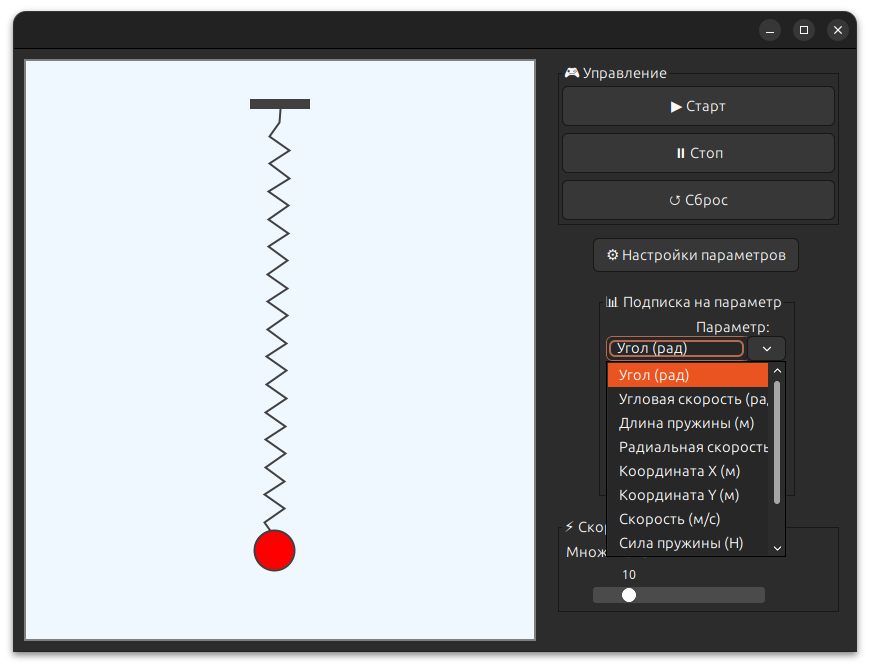 🎮 Управление
▶ Старт
⏸ Стоп
↺ Сброс
⚙ Настройки параметров
📊 Подписка на параметр
Параметр:
Угол (рад)
Угол (рад)
Угловая скорость (ра
Длина пружины (м)
Радиальная скорость
Координата X (м)
Координата Y (м)
Скорость (м/с)
Сила пружины (Н)
⚡ Ско
Множ
10